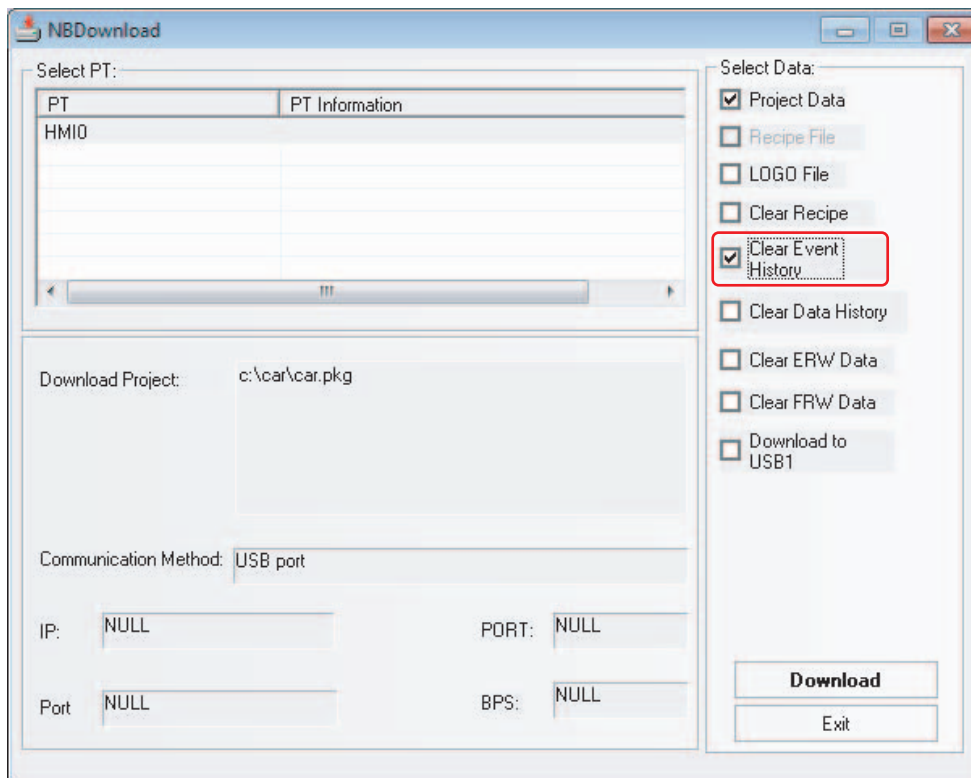 NBDownload
Select PT:
PT PT Information
HMI0
Download Project: c:\car\car.pkg
Communication Method: USB port
IP: NULL PORT: NULL
Port NULL BPS: NULL
Select Data:
Project Data
Recipe File
LOGO File
Clear Recipe
Clear Event
History
Clear Data History
Clear ERW Data
Clear FRW Data
Download to
USB1
Download
Exit